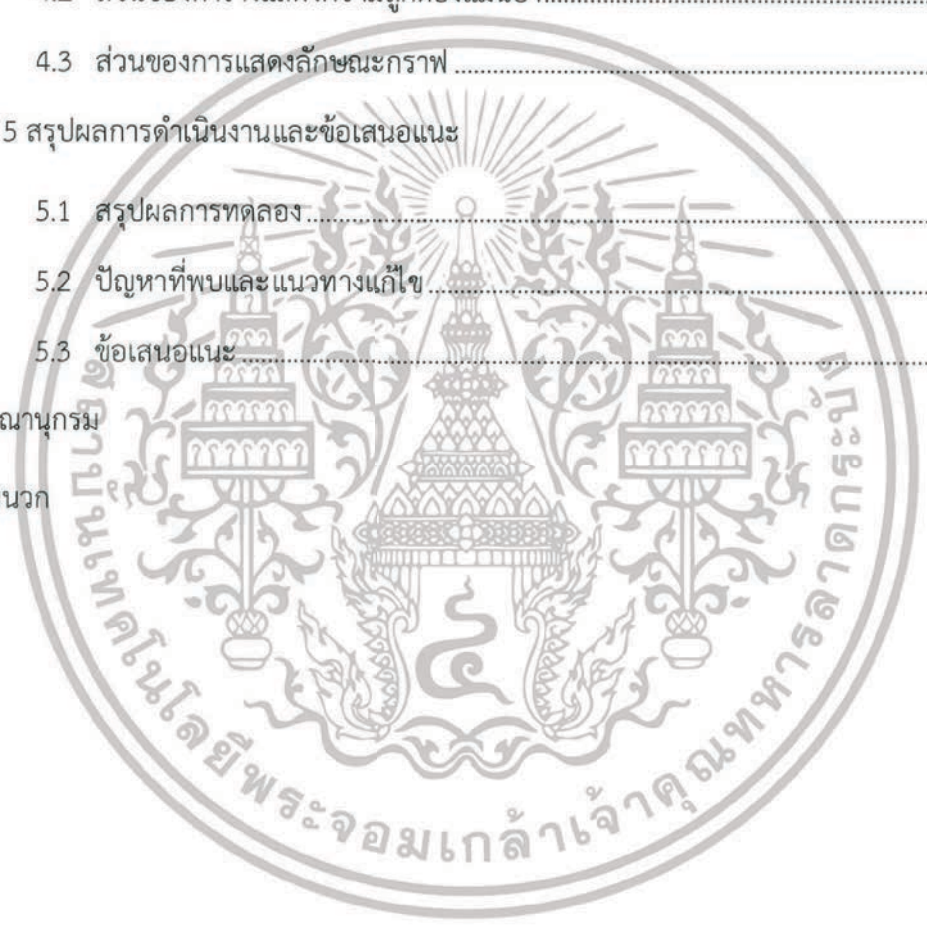 4.3 ส่วนของการแสดงลักษณะกราฟ
5 สรุปผลการดำเนินงานและข้อเสนอแนะ
5.1 สรุปผลการทดลอง
5.2 ปัญหาที่พบและแนวทางแก้ไข
5.3 ข้อเสนอแนะ
ณานุกรม
นวก
สถาบันเทคโนโลยีพระจอมเกล้าเจ้าคุณทหารลาดกระบัง
๔